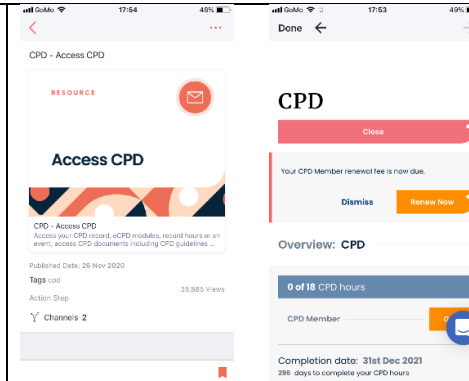 GoMo 17:54 48%
CPD - Access CPD
RESOURCE
Access CPD
CPD - Access CPD
Access your CPD record, eCPD modules, record hours or an
event, access CPD documents including CPD guidelines ...
Published Date: 26 Nov 2020
Tags cpd
38,885 Views
Action Step
Channels 2
GoMo 17:53 49%
Done
CPD
Close
Your CPD Member renewal fee is now due.
Dismiss Renew Now
Overview: CPD
0 of 18 CPD hours
CPD Member
Completion date: 31st Dec 2021
298 days to complete your CPD hours